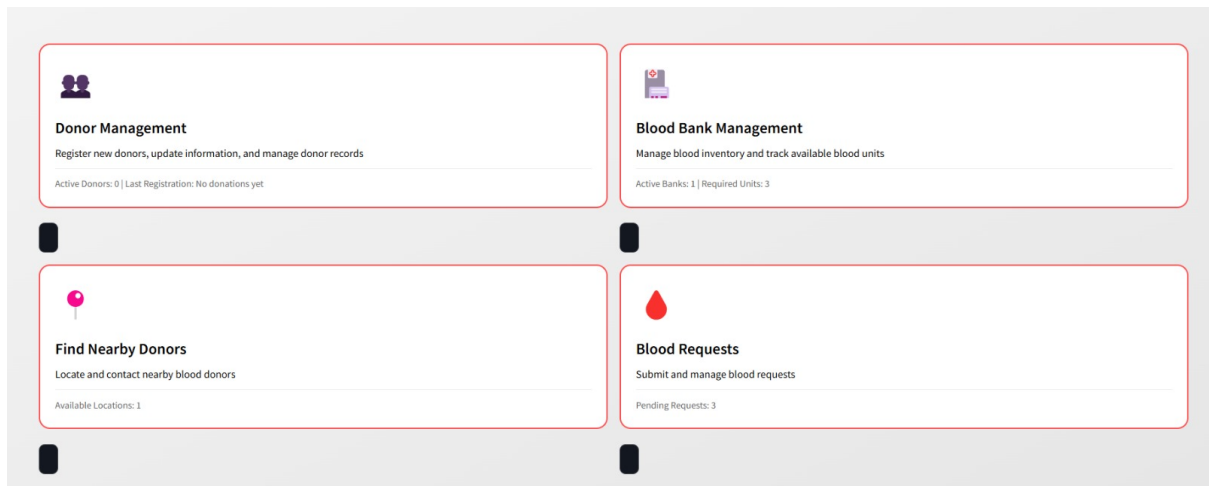 Donor Management
Register new donors, update information, and manage donor records
Active Donors: 0 | Last Registration: No donations yet
Blood Bank Management
Manage blood inventory and track available blood units
Active Banks: 1 | Required Units: 3
Find Nearby Donors
Locate and contact nearby blood donors
Available Locations: 1
Blood Requests
Submit and manage blood requests
Pending Requests: 3